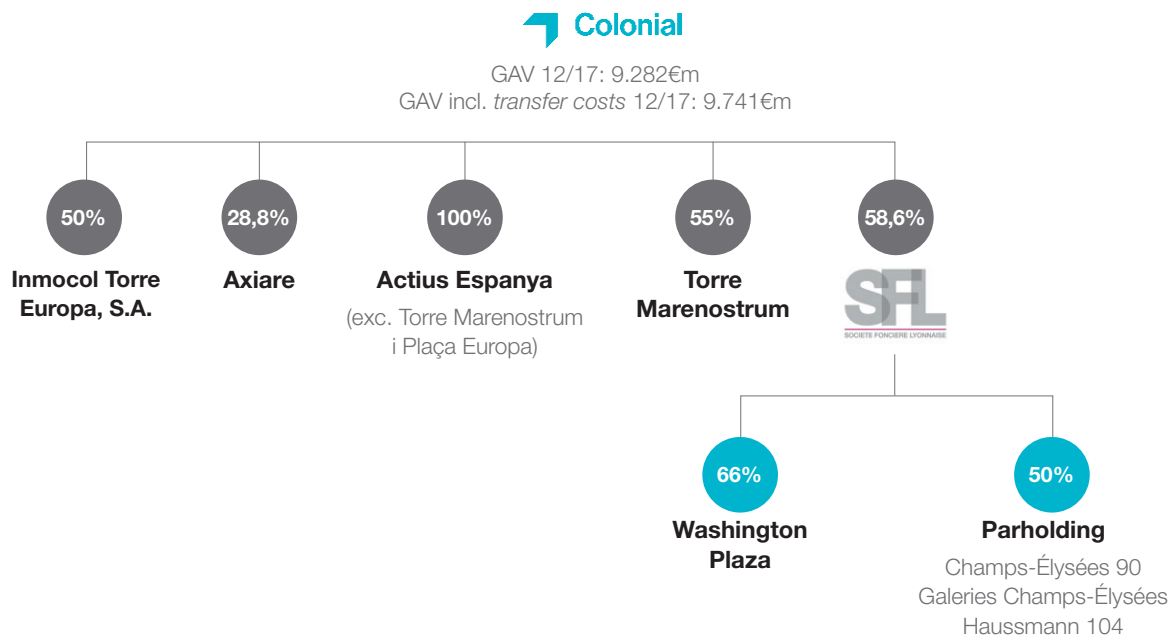 Colonial
GAV 12/17: 9.282€m
GAV incl. transfer costs 12/17: 9.741€m
50%
28,8%
100%
55%
58,6%
Inmocol Torre
Europa, S.A.
Axiare
Actius Espanya
(exc. Torre Marenostrum
i Plaça Europa)
Torre
Marenostrum
SFL
SOCIETE FONCIERE LYONNAISE
66%
50%
Washington
Plaza
Parholding
Champs-Élysées 90
Galeries Champs-Élysées
Haussmann 104